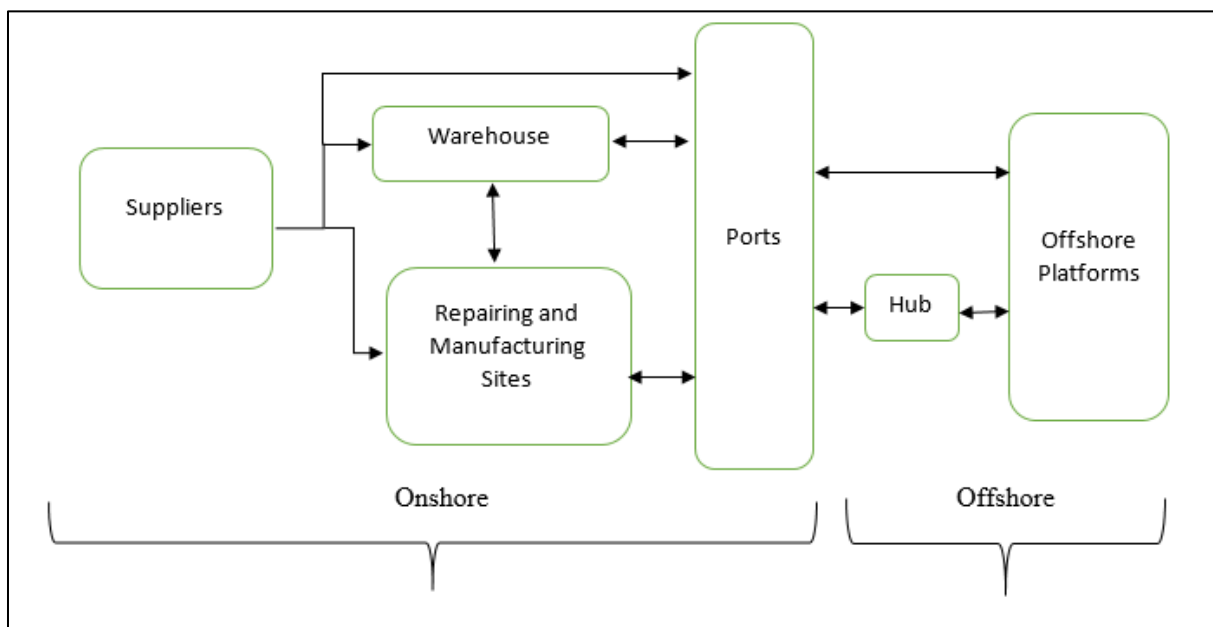 Suppliers
Warehouse
Repairing and
Manufacturing
Sites
Ports
Hub
Offshore
Platforms
Onshore
Offshore